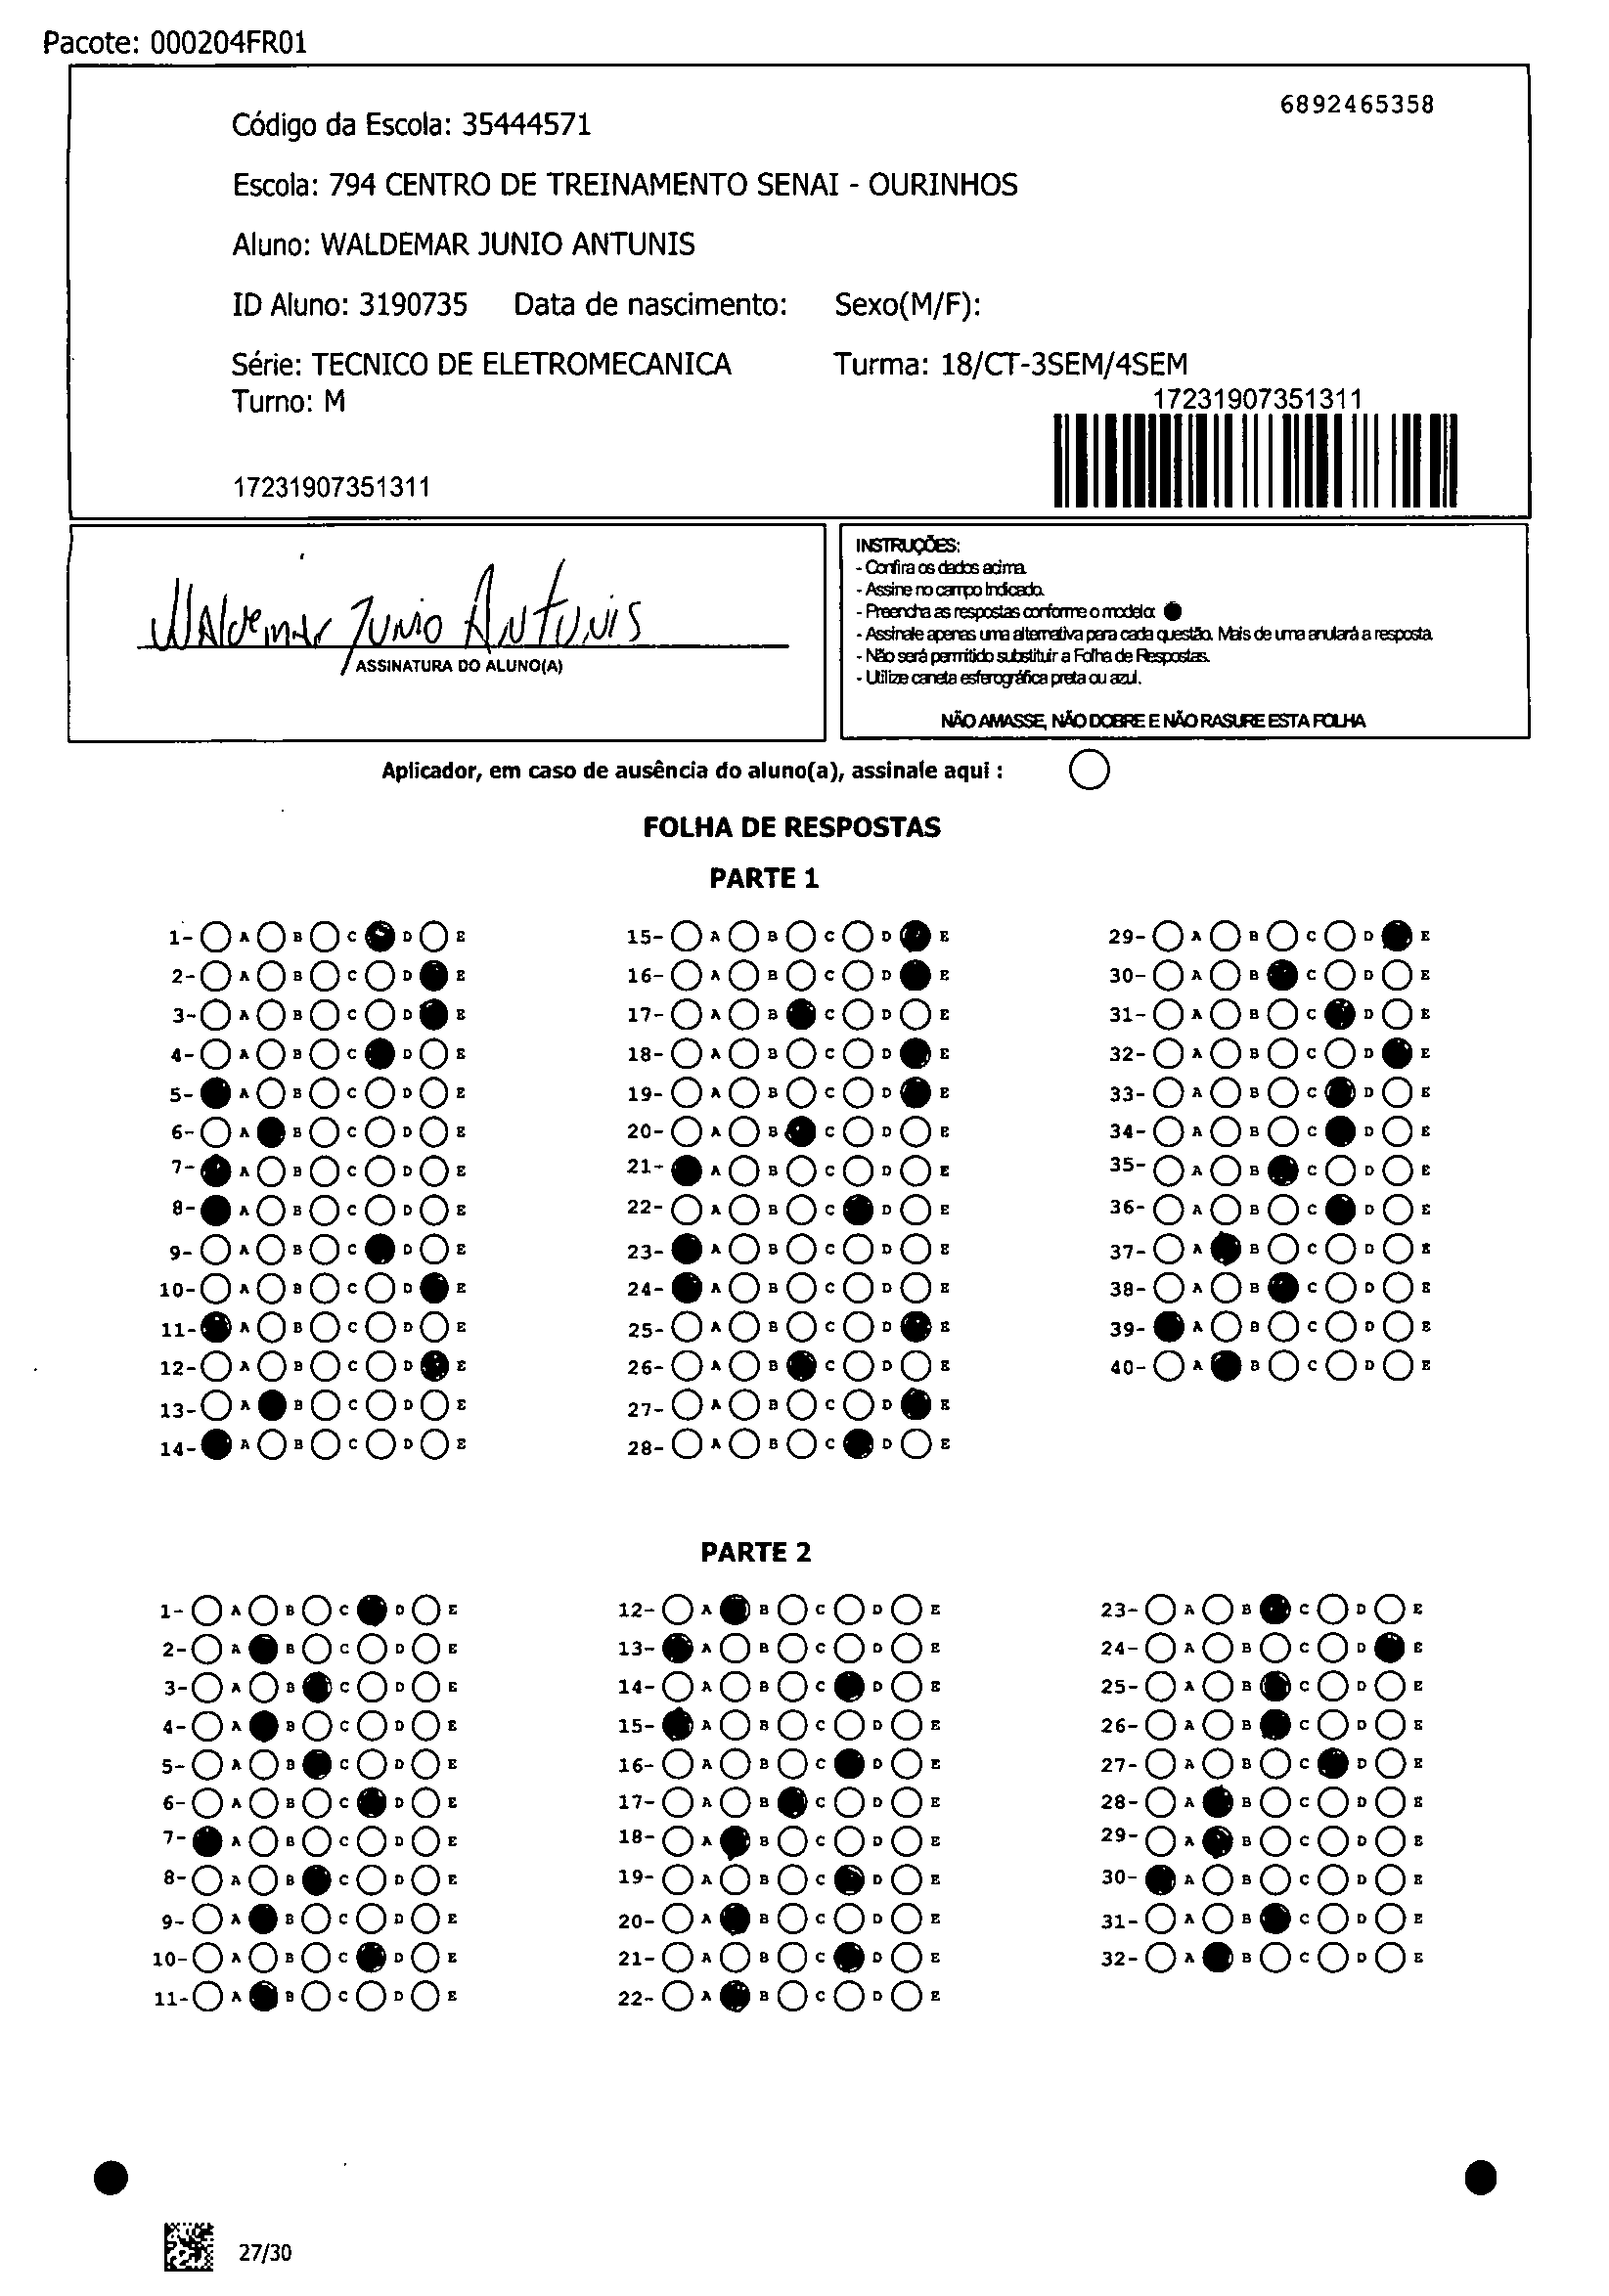 Pacote: 000204FR01
6892465358
Código da Escola: 35444571
Escola: 794 CENTRO DE TREINAMENTO SENAI - OURINHOS
Aluno: WALDEMAR JUNIO ANTUNIS
ID Aluno: 3190735 Data de nascimento: Sexo(M/F):
Série: TECNICO DE ELETROMECANICA Turma: 18/CT-3SEM/4SEM
Turno: M
17231907351311
17231907351311
Waldemar Junio Antunis
ASSINATURA DO ALUNO(A)
INSTRUÇÕES:
- Confira os dados acima.
- Assine no campo Indicado.
- Preencha as respostas conforme o modelo:
- Assinale apenas uma alternativa para cada questão. Mais de uma anulará a resposta.
- Não será permitido substituir a Folha de Respostas.
- Utilize caneta esferográfica preta ou azul.
NÃO AMASSE, NÃO DOBRE E NÃO RASURE ESTA FOLHA
Aplicador, em caso de ausência do aluno(a), assinale aqui :
FOLHA DE RESPOSTAS
PARTE 1
1- A B C D E 15- A B C D E 29- A B C D E
2- A B C D E 16- A B C D E 30- A B C D E
3- A B C D E 17- A B C D E 31- A B C D E
4- A B C D E 18- A B C D E 32- A B C D E
5- A B C D E 19- A B C D E 33- A B C D E
6- A B C D E 20- A B C D E 34- A B C D E
7- A B C D E 21- A B C D E 35- A B C D E
8- A B C D E 22- A B C D E 36- A B C D E
9- A B C D E 23- A B C D E 37- A B C D E
10- A B C D E 24- A B C D E 38- A B C D E
11- A B C D E 25- A B C D E 39- A B C D E
12- A B C D E 26- A B C D E 40- A B C D E
13- A B C D E 27- A B C D E
14- A B C D E 28- A B C D E
PARTE 2
1- A B C D E 12- A B C D E 23- A B C D E
2- A B C D E 13- A B C D E 24- A B C D E
3- A B C D E 14- A B C D E 25- A B C D E
4- A B C D E 15- A B C D E 26- A B C D E
5- A B C D E 16- A B C D E 27- A B C D E
6- A B C D E 17- A B C D E 28- A B C D E
7- A B C D E 18- A B C D E 29- A B C D E
8- A B C D E 19- A B C D E 30- A B C D E
9- A B C D E 20- A B C D E 31- A B C D E
10- A B C D E 21- A B C D E 32- A B C D E
11- A B C D E 22- A B C D E
27/30